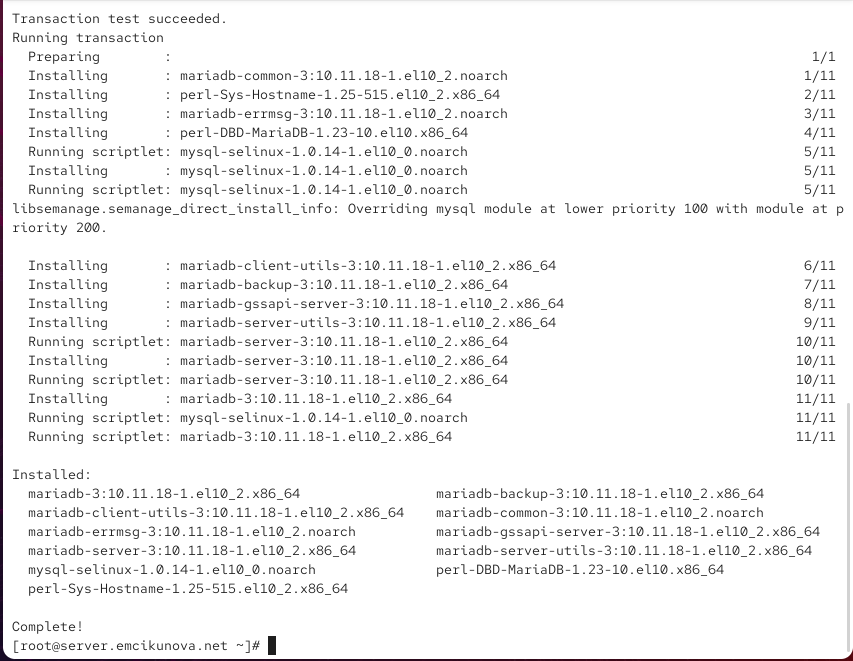 Transaction test succeeded.
Running transaction
  Preparing        :                                                                                1/1
  Installing       : mariadb-common-3:10.11.18-1.el10_2.noarch                                     1/11
  Installing       : perl-Sys-Hostname-1.25-515.el10_2.x86_64                                      2/11
  Installing       : mariadb-errmsg-3:10.11.18-1.el10_2.noarch                                     3/11
  Installing       : perl-DBD-MariaDB-1.23-10.el10.x86_64                                          4/11
  Running scriptlet: mysql-selinux-1.0.14-1.el10_0.noarch                                          5/11
  Installing       : mysql-selinux-1.0.14-1.el10_0.noarch                                          5/11
  Running scriptlet: mysql-selinux-1.0.14-1.el10_0.noarch                                          5/11
libsemanage.semanage_direct_install_info: Overriding mysql module at lower priority 100 with module at p
riority 200.

  Installing       : mariadb-client-utils-3:10.11.18-1.el10_2.x86_64                               6/11
  Installing       : mariadb-backup-3:10.11.18-1.el10_2.x86_64                                     7/11
  Installing       : mariadb-gssapi-server-3:10.11.18-1.el10_2.x86_64                              8/11
  Installing       : mariadb-server-utils-3:10.11.18-1.el10_2.x86_64                               9/11
  Running scriptlet: mariadb-server-3:10.11.18-1.el10_2.x86_64                                    10/11
  Installing       : mariadb-server-3:10.11.18-1.el10_2.x86_64                                    10/11
  Running scriptlet: mariadb-server-3:10.11.18-1.el10_2.x86_64                                    10/11
  Installing       : mariadb-3:10.11.18-1.el10_2.x86_64                                           11/11
  Running scriptlet: mysql-selinux-1.0.14-1.el10_0.noarch                                         11/11
  Running scriptlet: mariadb-3:10.11.18-1.el10_2.x86_64                                           11/11

Installed:
  mariadb-3:10.11.18-1.el10_2.x86_64                 mariadb-backup-3:10.11.18-1.el10_2.x86_64
  mariadb-client-utils-3:10.11.18-1.el10_2.x86_64    mariadb-common-3:10.11.18-1.el10_2.noarch
  mariadb-errmsg-3:10.11.18-1.el10_2.noarch          mariadb-gssapi-server-3:10.11.18-1.el10_2.x86_64
  mariadb-server-3:10.11.18-1.el10_2.x86_64          mariadb-server-utils-3:10.11.18-1.el10_2.x86_64
  mysql-selinux-1.0.14-1.el10_0.noarch               perl-DBD-MariaDB-1.23-10.el10.x86_64
  perl-Sys-Hostname-1.25-515.el10_2.x86_64

Complete!
[root@server.emcikunova.net ~]#